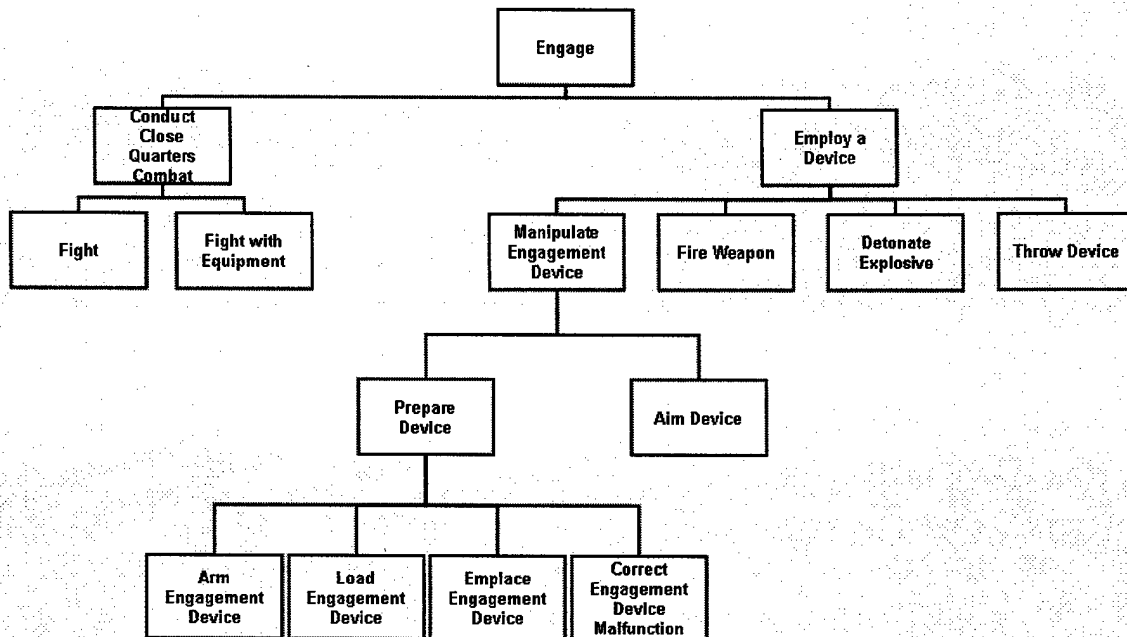 Engage
Conduct
Close
Quarters
Combat
Employ a
Device
Fight
Fight with
Equipment
Manipulate
Engagement
Device
Fire Weapon
Detonate
Explosive
Throw Device
Prepare
Device
Aim Device
Arm
Engagement
Device
Load
Engagement
Device
Emplace
Engagement
Device
Correct
Engagement
Device
Malfunction